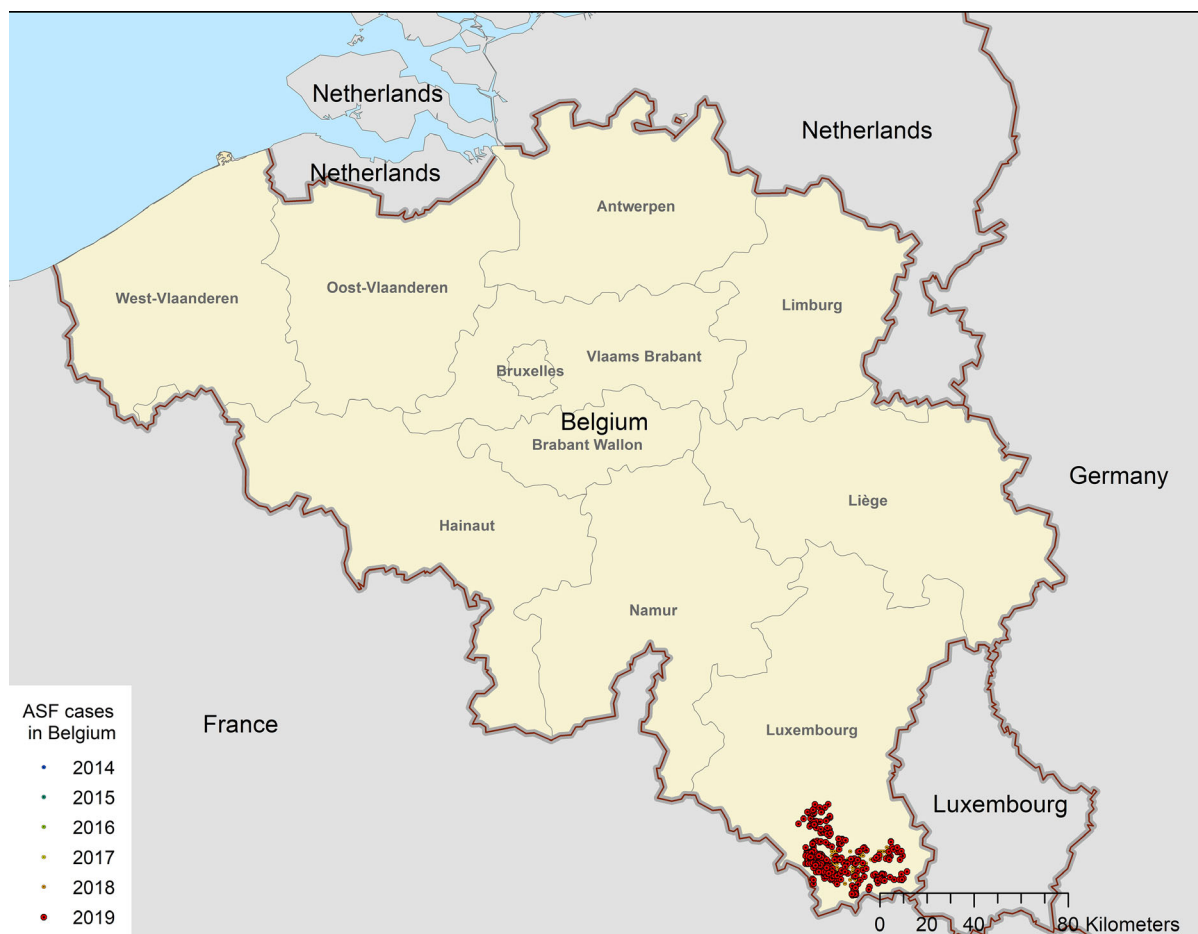 Netherlands
Netherlands
Netherlands
Antwerpen
West-Vlaanderen
Oost-Vlaanderen
Limburg
Vlaams Brabant
Bruxelles
Belgium
Brabant Wallon
Germany
Liège
Hainaut
Namur
France
Luxembourg
Luxembourg
ASF cases
in Belgium
2014
2015
2016
2017
2018
2019
0 20 40 80 Kilometers